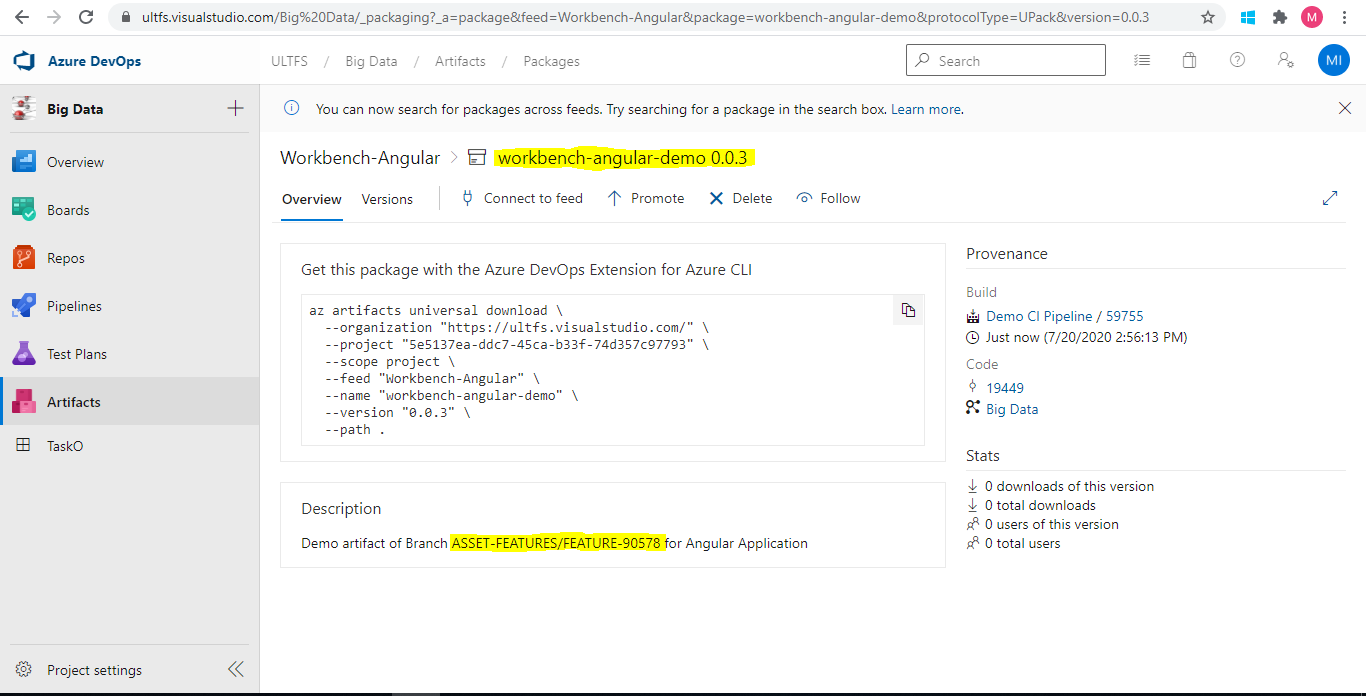 ultfs.visualstudio.com/Big%20Data/_packaging?_a=package&feed=Workbench-Angular&package=workbench-angular-demo&protocolType=UPack&version=0.0.3
M
Azure DevOps
ULTFS / Big Data / Artifacts / Packages
Search
MI
Big Data
You can now search for packages across feeds. Try searching for a package in the search box. Learn more.
Overview
Boards
Repos
Pipelines
Test Plans
Artifacts
TaskO
Project settings
Workbench-Angular > workbench-angular-demo 0.0.3
Overview Versions Connect to feed Promote Delete Follow
Get this package with the Azure DevOps Extension for Azure CLI
az artifacts universal download \
--organization "https://ultfs.visualstudio.com/" \
--project "5e5137ea-ddc7-45ca-b33f-74d357c97793" \
--scope project \
--feed "Workbench-Angular" \
--name "workbench-angular-demo" \
--version "0.0.3" \
--path .
Description
Demo artifact of Branch ASSET-FEATURES/FEATURE-90578 for Angular Application
Provenance
Build
Demo CI Pipeline / 59755
Just now (7/20/2020 2:56:13 PM)
Code
19449
Big Data
Stats
0 downloads of this version
0 total downloads
0 users of this version
0 total users